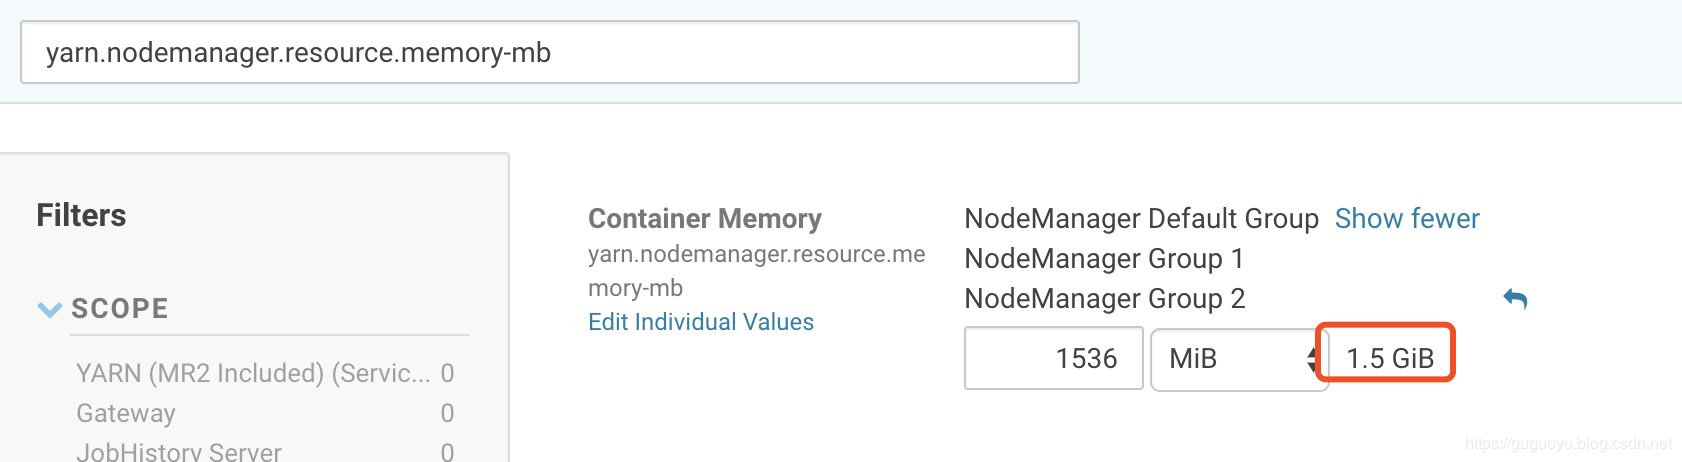 yarn.nodemanager.resource.memory-mb
Filters
SCOPE
YARN (MR2 Included) (Servic... 0
Gateway 0
JobHistory Server 0
Container Memory
yarn.nodemanager.resource.me
mory-mb
Edit Individual Values
NodeManager Default Group Show fewer
NodeManager Group 1
NodeManager Group 2
1536 MiB 1.5 GiB
https://guguoyu.blog.csdn.net